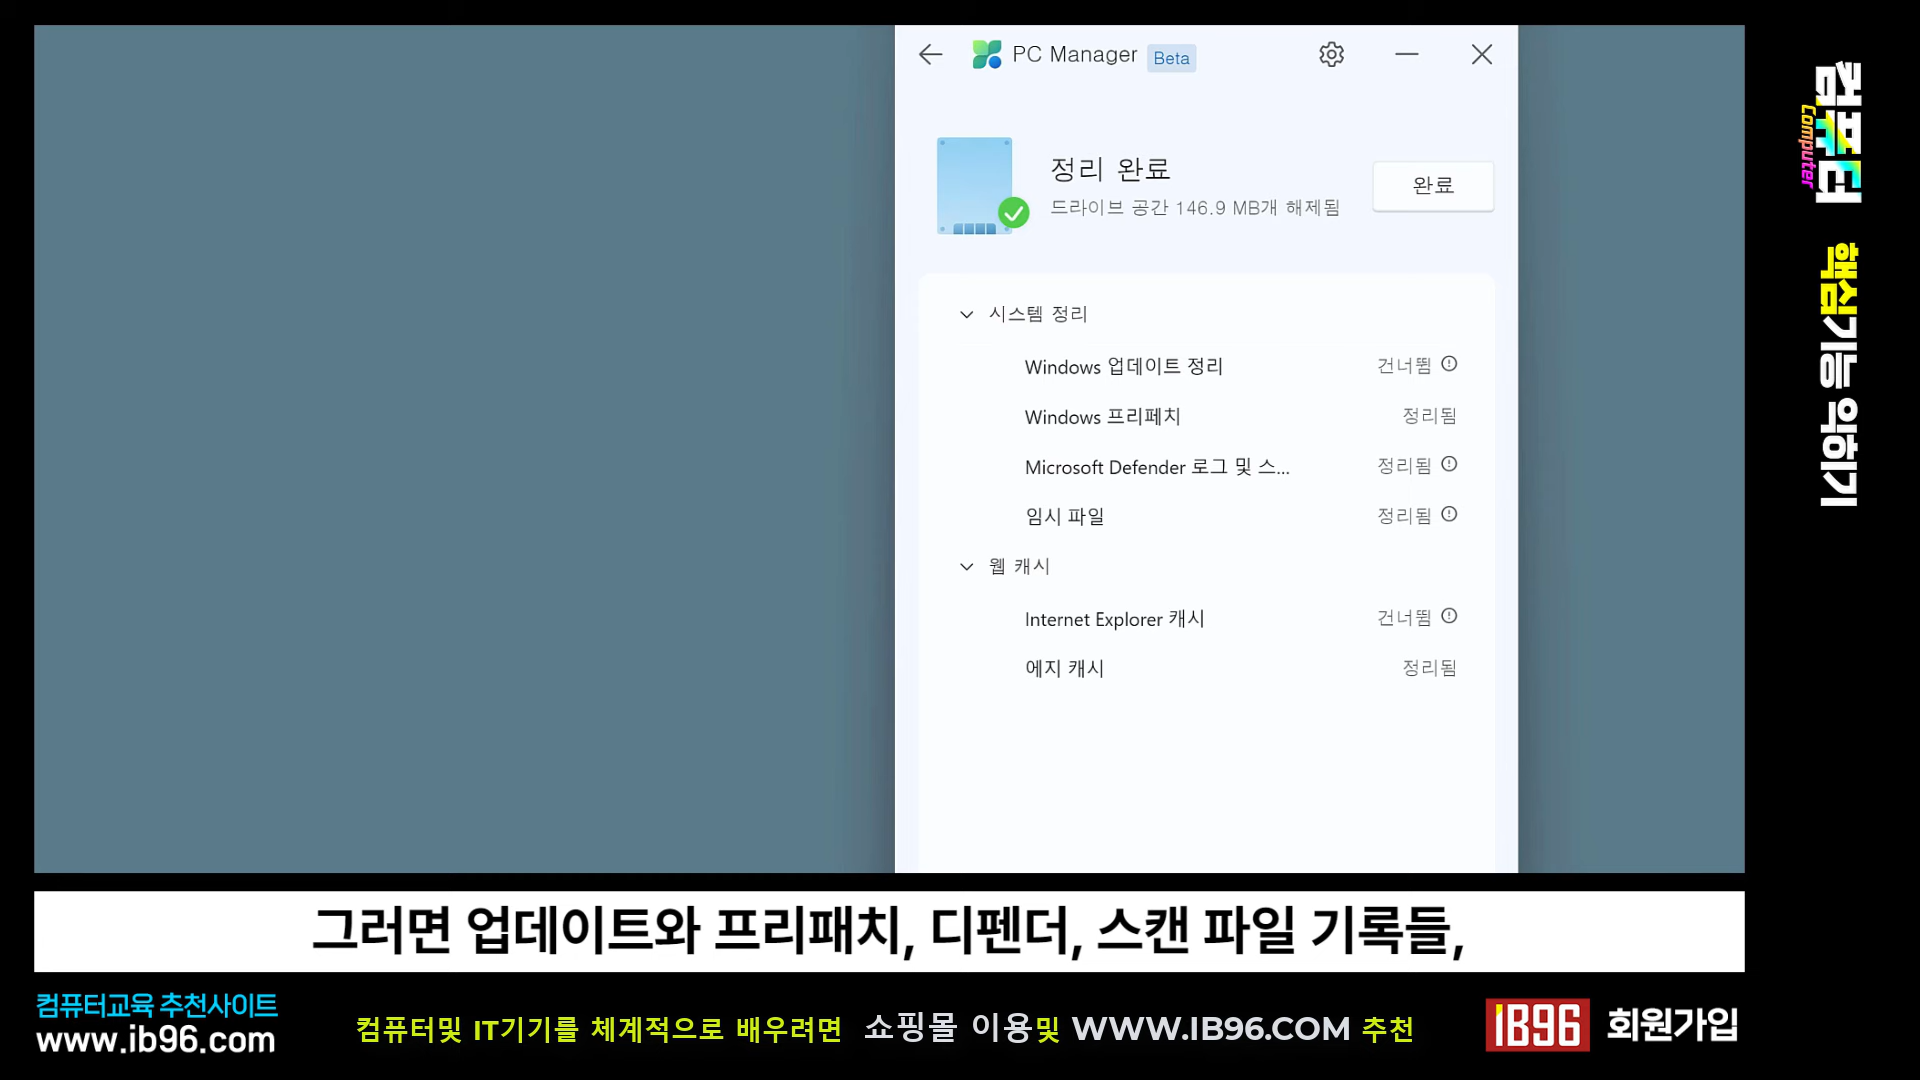 PC Manager Beta
정리 완료
드라이브 공간 146.9 MB개 해제됨
완료
시스템 정리
Windows 업데이트 정리 건너뜀
Windows 프리페치 정리됨
Microsoft Defender 로그 및 스... 정리됨
임시 파일 정리됨
웹 캐시
Internet Explorer 캐시 건너뜀
에지 캐시 정리됨
컴퓨터
Computer
핵심기능 익히기
그러면 업데이트와 프리패치, 디펜더, 스캔 파일 기록들,
컴퓨터교육 추천사이트
www.ib96.com
컴퓨터및 IT기기를 체계적으로 배우려면 쇼핑몰 이용및 WWW.IB96.COM 추천
IB96 회원가입